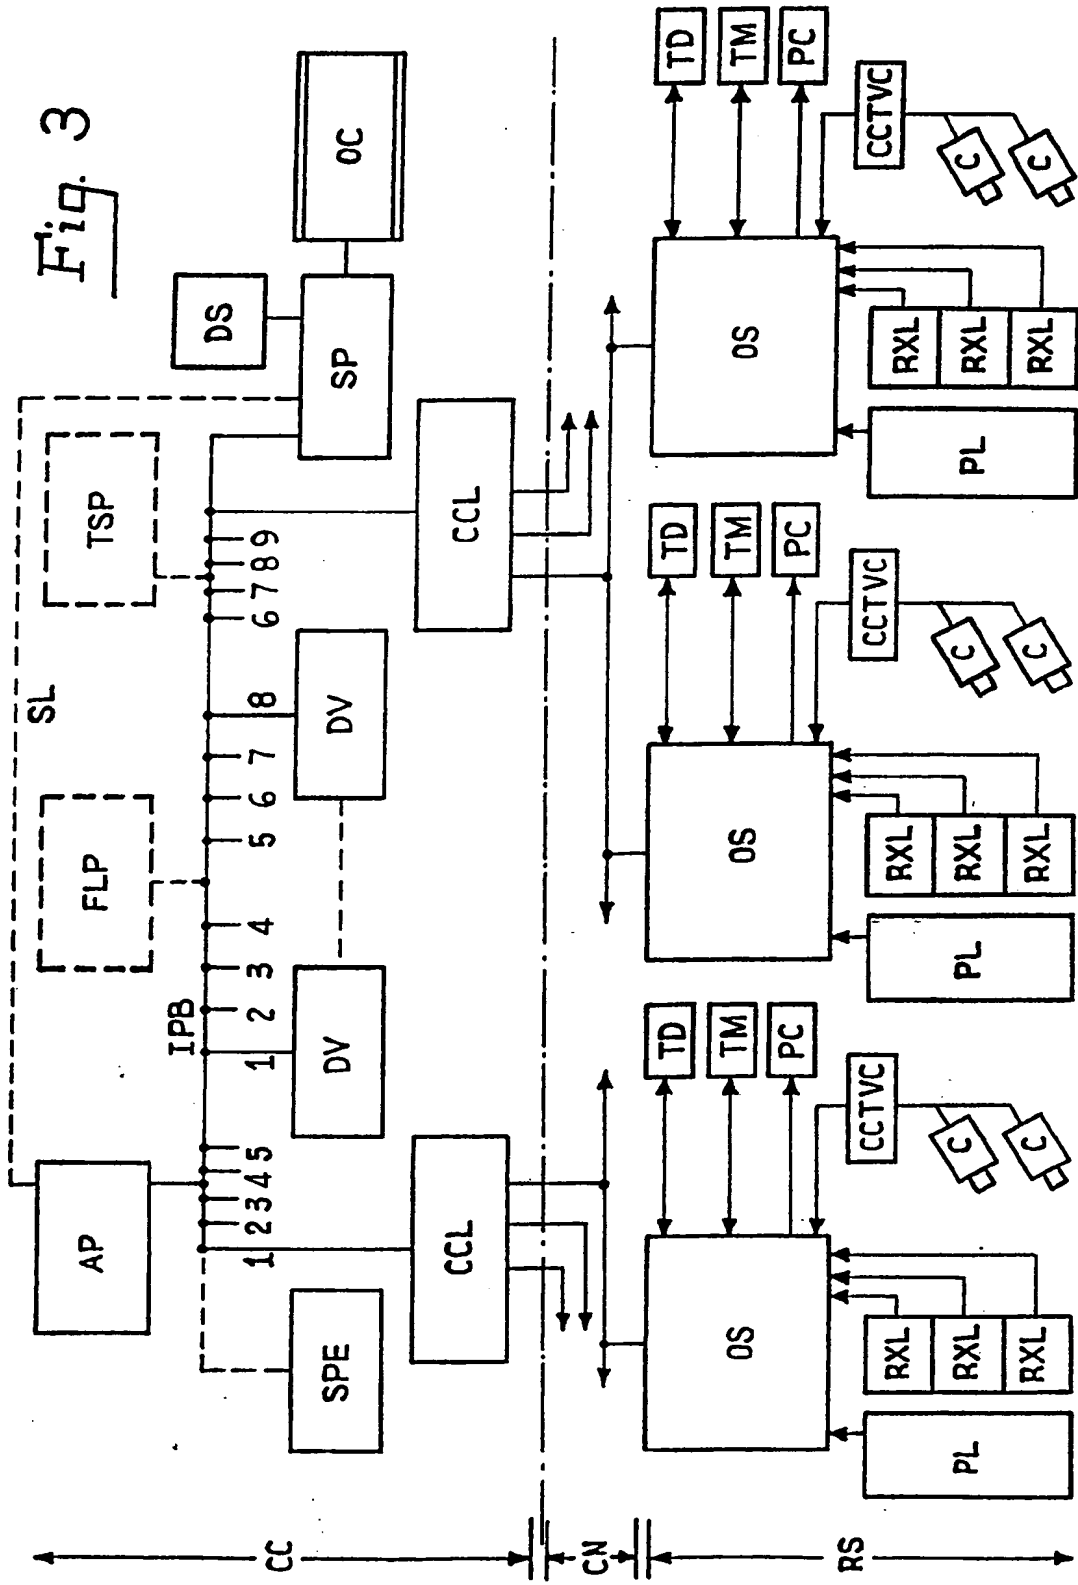 Fig. 3
AP
SL
FLP
TSP
DS
IPB
SPE
1 2 3 4 5
1 2 3 4 5 6 7 8
6 7 8 9
DV
DV
SP
OC
CCL
CCL
CC
CN
RS
OS
OS
OS
TD
TM
PC
TD
TM
PC
TD
TM
PC
CCTVC
CCTVC
CCTVC
C
C
C
C
C
C
PL
RXL
RXL
RXL
PL
RXL
RXL
RXL
PL
RXL
RXL
RXL